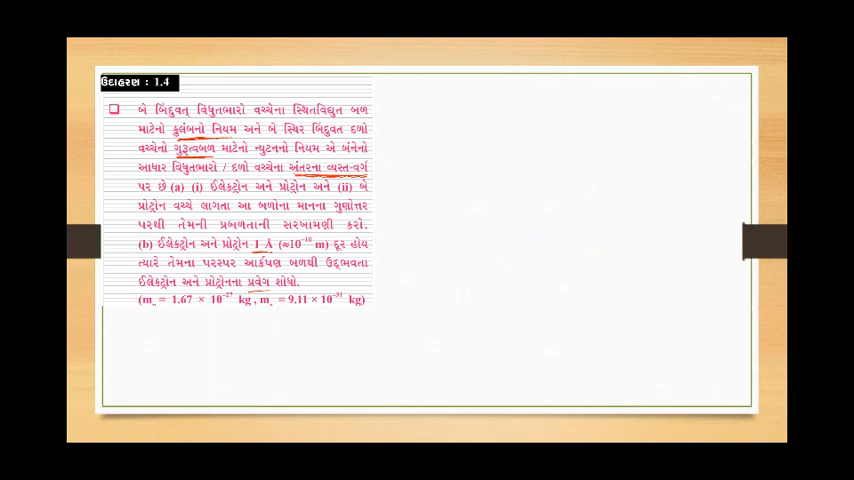 ઉદાહરણ : 1.4
❑ બે બિંદુવત્ વિધુતભારો વચ્ચેના સ્થિતવિદ્યુત બળ
માટેનો કુલંબનો નિયમ અને બે સ્થિર બિંદુવત દળો
વચ્ચેનો ગુરુત્વબળ માટેનો ન્યુટનનો નિયમ એ બંનેનો
આધાર વિધુતભારો / દળો વચ્ચેના અંતરના વ્યસ્ત-વર્ગ
પર છે (a) (i) ઈલેક્ટ્રોન અને પ્રોટ્રોન અને (ii) બે
પ્રોટ્રોન વચ્ચે લાગતા આ બળોના માનના ગુણોત્તર
પરથી તેમની પ્રબળતાની સરખામણી કરો.
(b) ઈલેક્ટ્રોન અને પ્રોટ્રોન 1 Å (≈10⁻¹⁰ m) દૂર હોય
ત્યારે તેમના પરસ્પર આર્કષણ બળથી ઉદ્ભવતા
ઈલેક્ટ્રોન અને પ્રોટ્રોનના પ્રવેગ શોધો.
(mₚ = 1.67 × 10⁻²⁷ kg , mₑ = 9.11 × 10⁻³¹ kg)